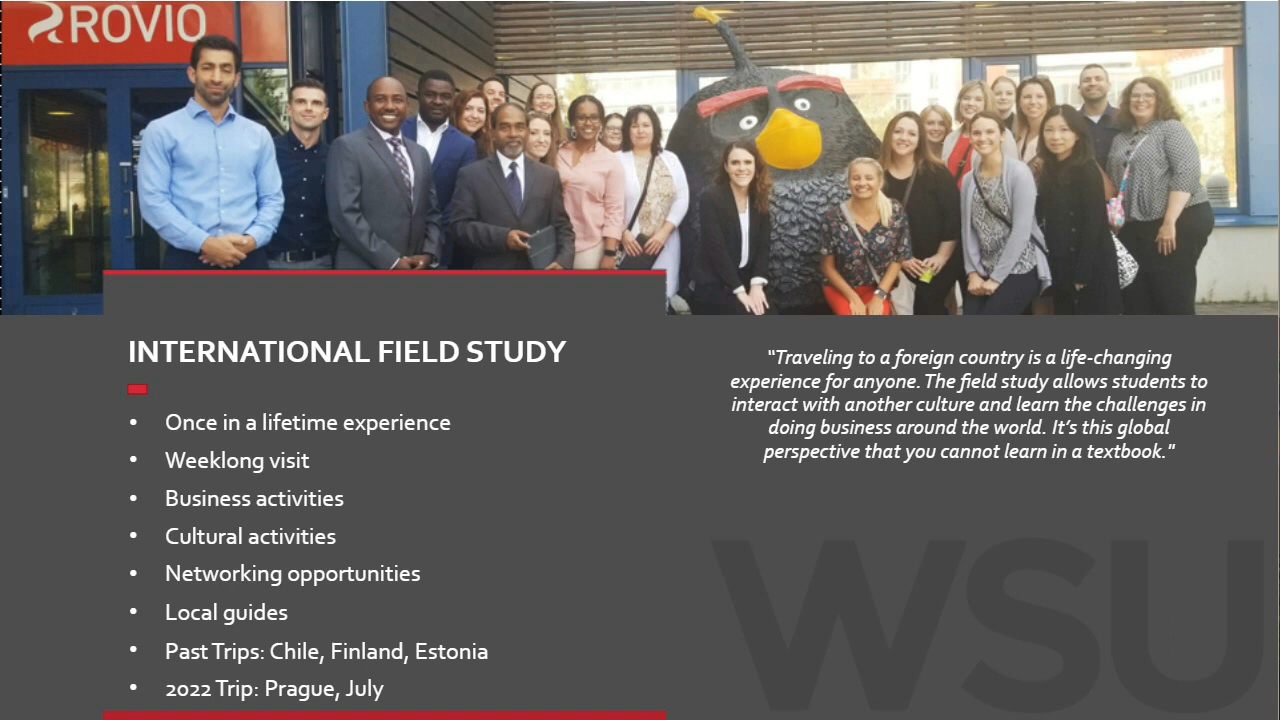 ROVIO
INTERNATIONAL FIELD STUDY
• Once in a lifetime experience
• Weeklong visit
• Business activities
• Cultural activities
• Networking opportunities
• Local guides
• Past Trips: Chile, Finland, Estonia
• 2022 Trip: Prague, July
“Traveling to a foreign country is a life-changing
experience for anyone. The field study allows students to
interact with another culture and learn the challenges in
doing business around the world. It’s this global
perspective that you cannot learn in a textbook."
WSU